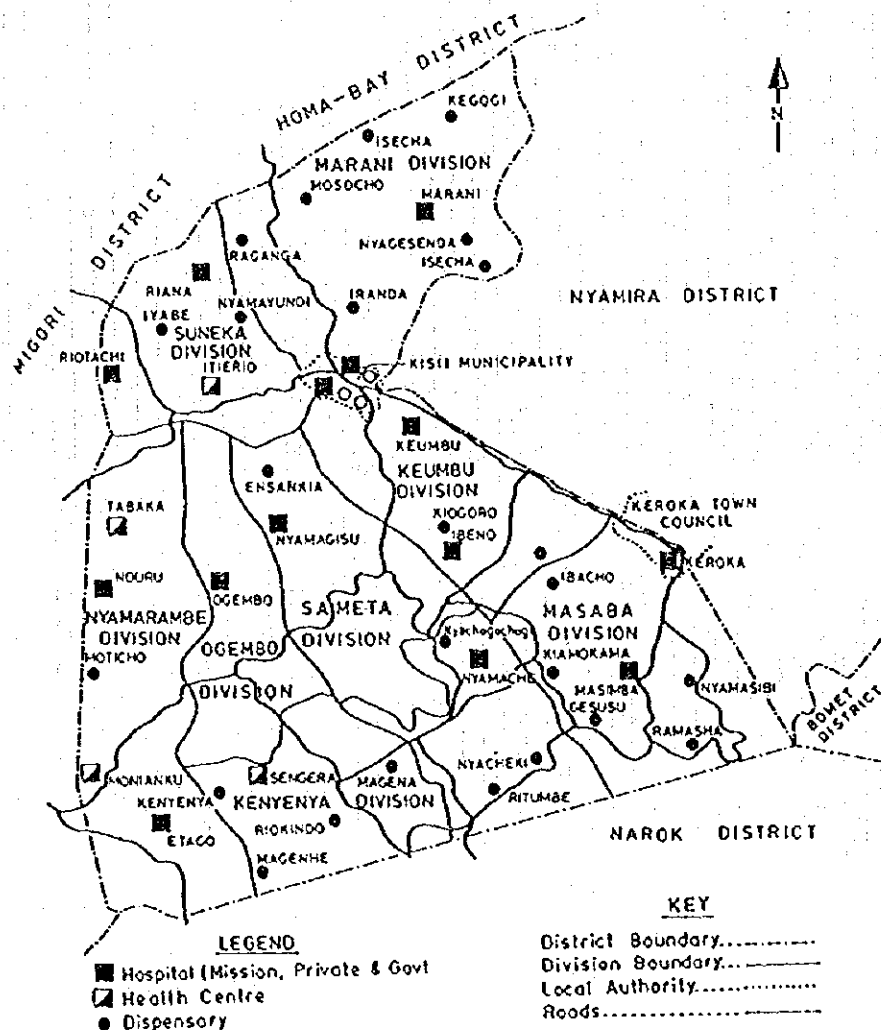 HOMA-BAY DISTRICT
KEGOGI
ISECHA
MARANI DIVISION
N
MOSOCHO
MARANI
MIGORI DISTRICT
RAGANGA
NYAGESENDA
ISECHA
RIANA
NYAMAYUNDI
IRANDA
NYAMIRA DISTRICT
IYABE
SUNEKA
DIVISION
RIOTACHI
ITIERIO
KISII MUNICIPALITY
KEUMBU
KEUMBU
DIVISION
ENSANKIA
TABAKA
KEROKA TOWN
COUNCIL
KIOGORO
IBENO
NYAMAGISU
KEROKA
NDURU
OGEMBO
IBACHO
NYARARAMBE
DIVISION
SAMETA
DIVISION
MASABA
DIVISION
Kyachogochog
MOTICHO
OGEMBO
DIVISION
NYAMACHE
KIAMOKAMA
MASIMBA
NYAMASIBI
GESUSU
BOMET
DISTRICT
RAMASHA
MONIANKU
SENGERA
MAGENA
NYACHEKI
KENYENYA
KENYENYA
DIVISION
RITUMBE
ETAGO
RIOKINDO
NAROK DISTRICT
MAGENHE
LEGEND
Hospital (Mission, Private & Govt
Health Centre
Dispensary
KEY
District Boundary
Division Boundary
Local Authority
Roads